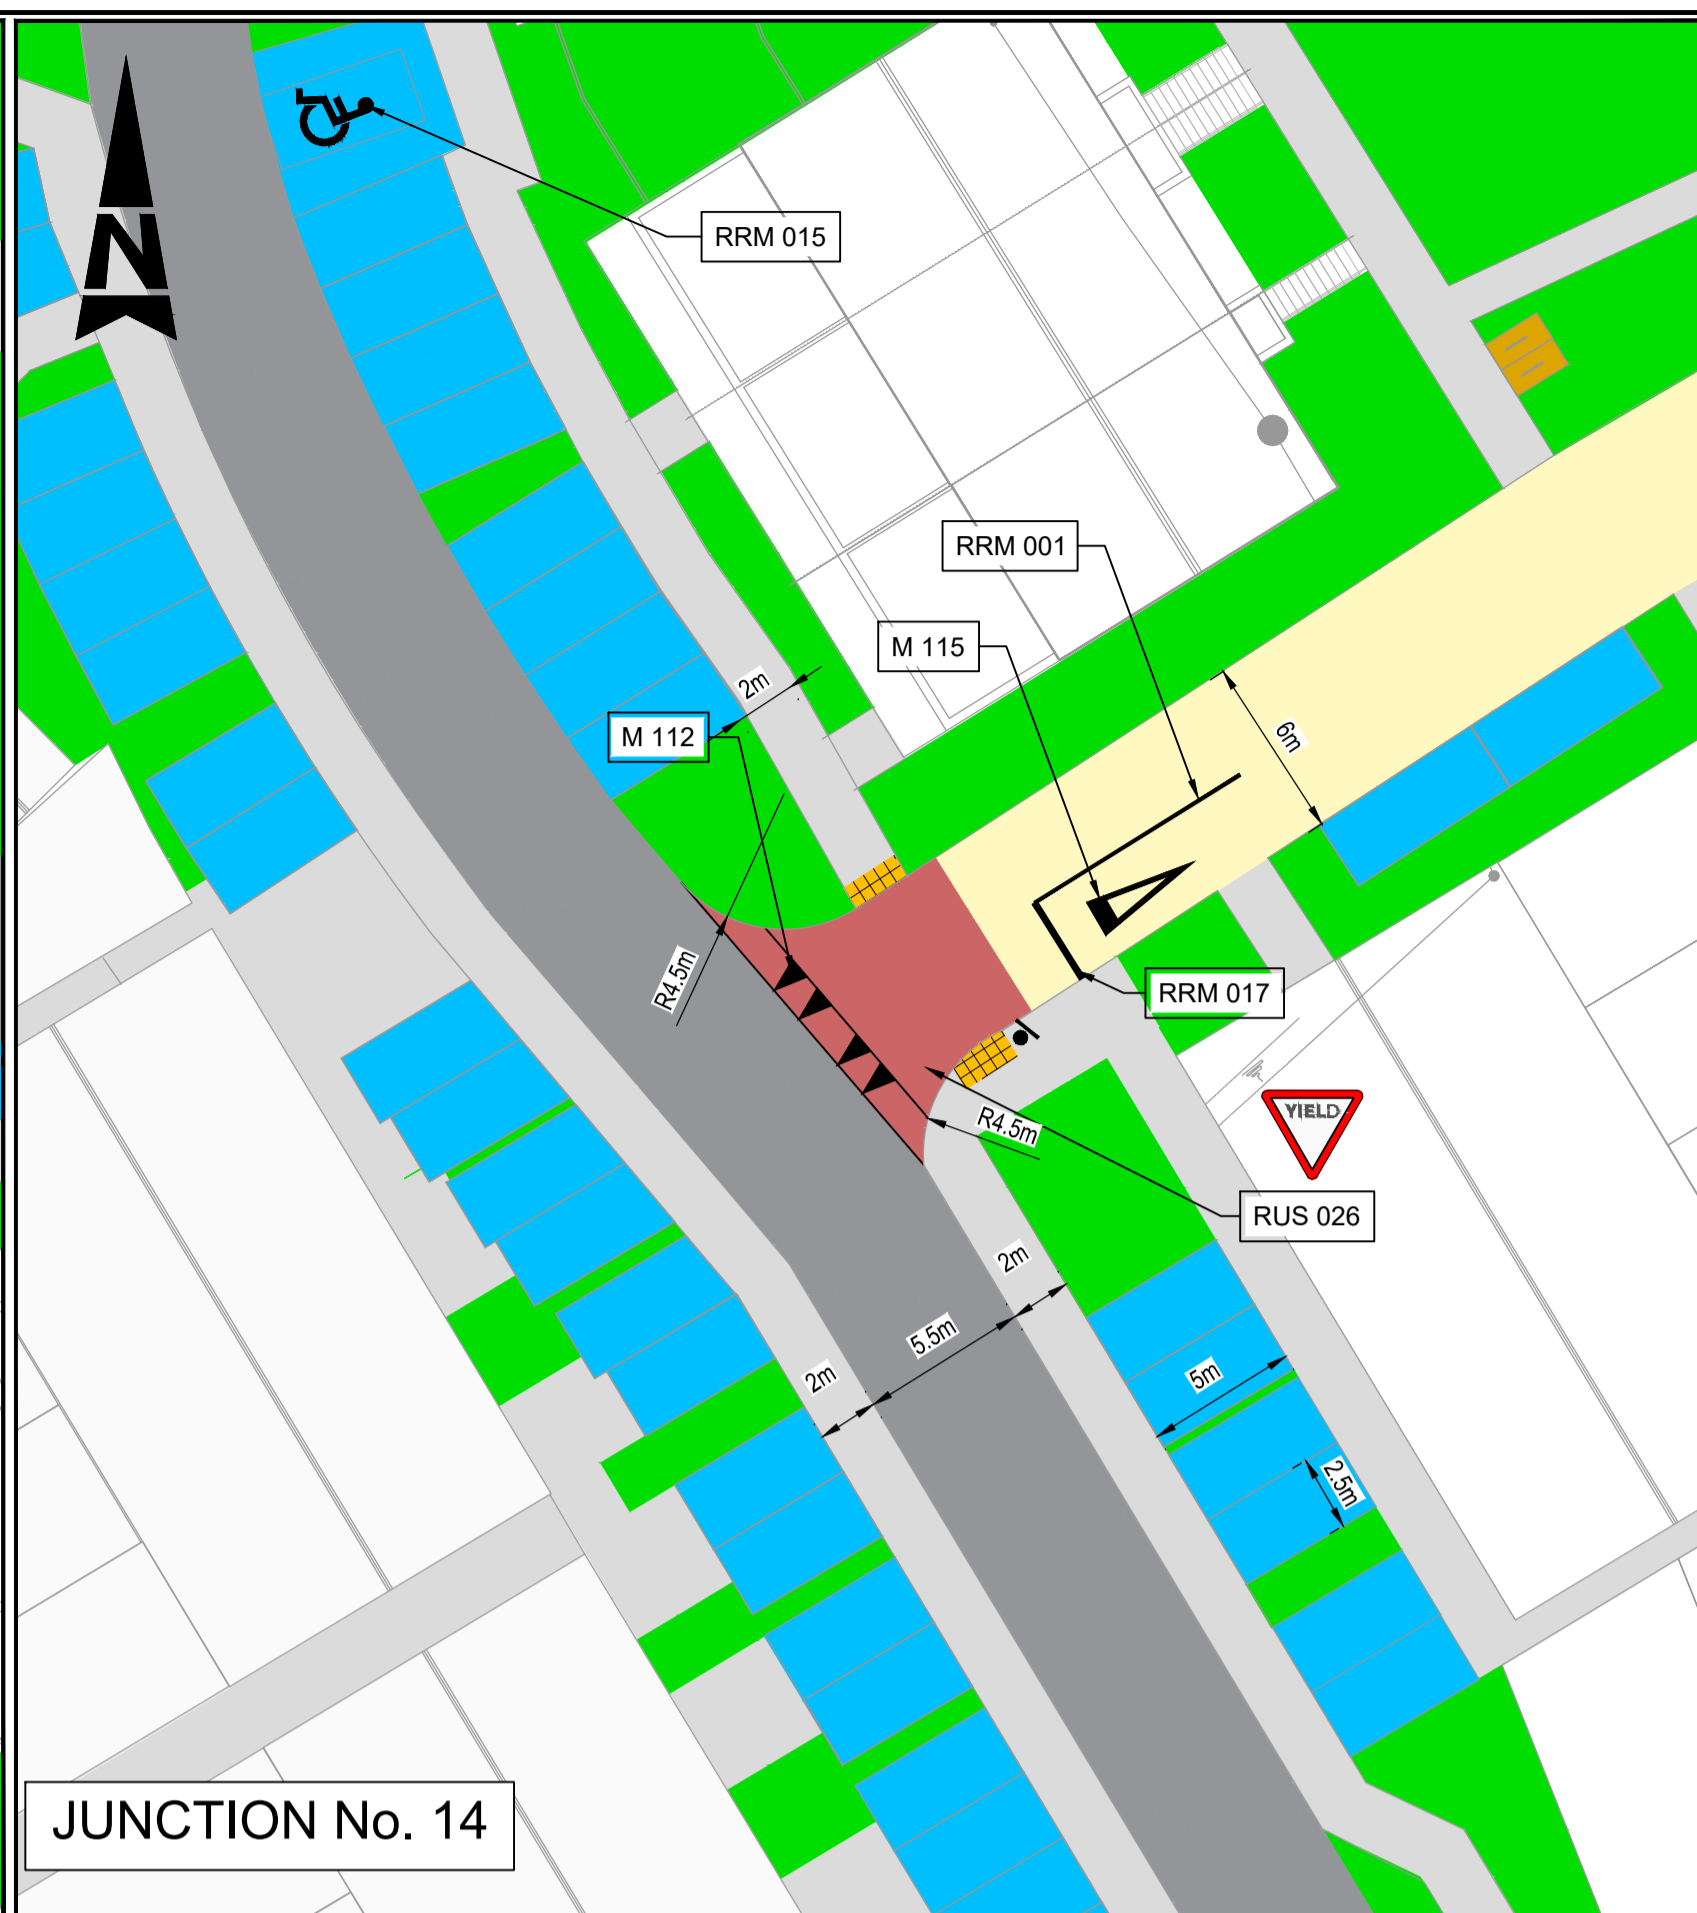 N
RRM 015
RRM 001
M 115
2m
M 112
6m
R4.5m
RRM 017
YIELD
R4.5m
RUS 026
2m
5.5m
2m
5m
2.5m
JUNCTION No. 14